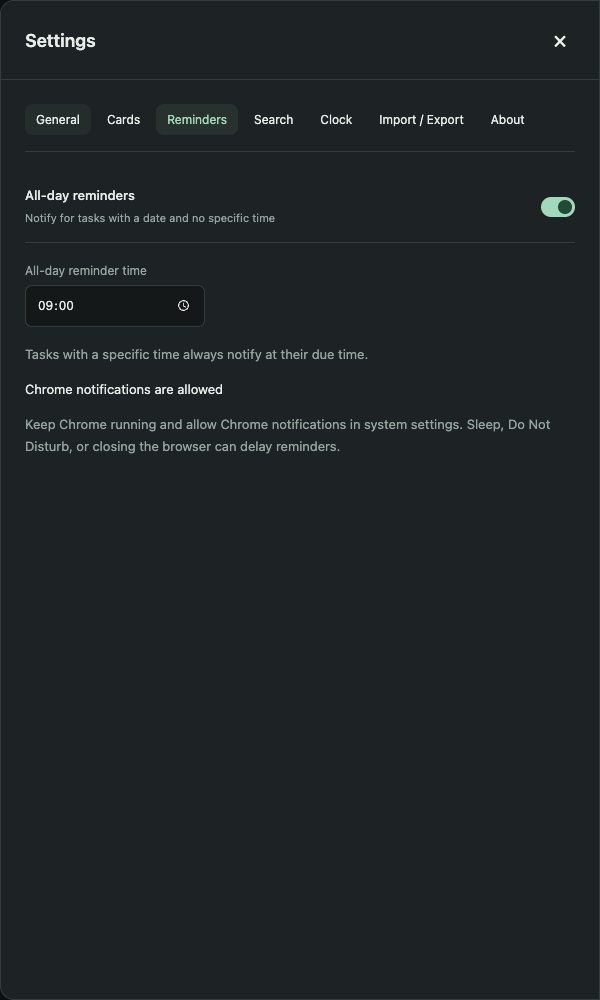 Settings
General Cards Reminders Search Clock Import / Export About
All-day reminders
Notify for tasks with a date and no specific time
All-day reminder time
09:00
Tasks with a specific time always notify at their due time.
Chrome notifications are allowed
Keep Chrome running and allow Chrome notifications in system settings. Sleep, Do Not
Disturb, or closing the browser can delay reminders.